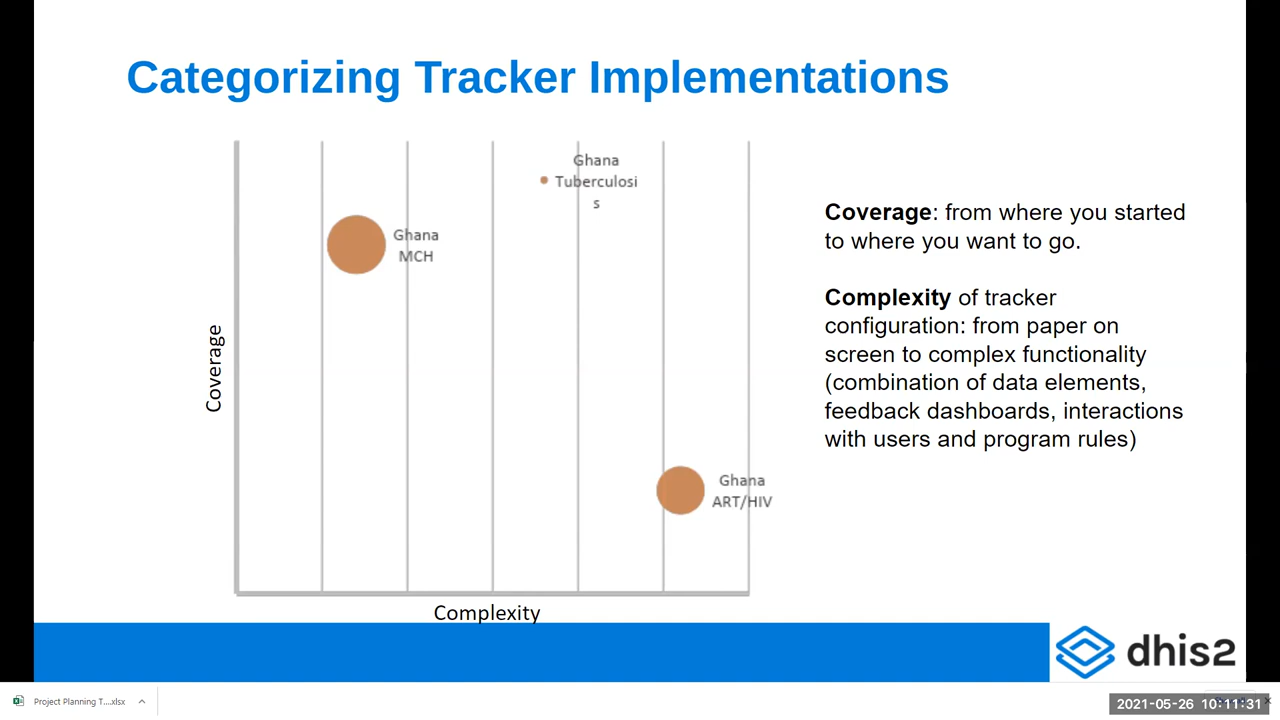 Categorizing Tracker Implementations
Ghana
Tuberculosi
s
Ghana
MCH
Coverage
Ghana
ART/HIV
Complexity
Coverage: from where you started
to where you want to go.
Complexity of tracker
configuration: from paper on
screen to complex functionality
(combination of data elements,
feedback dashboards, interactions
with users and program rules)
dhis2
Project Planning T....xlsx
2021-05-26 10:11:31